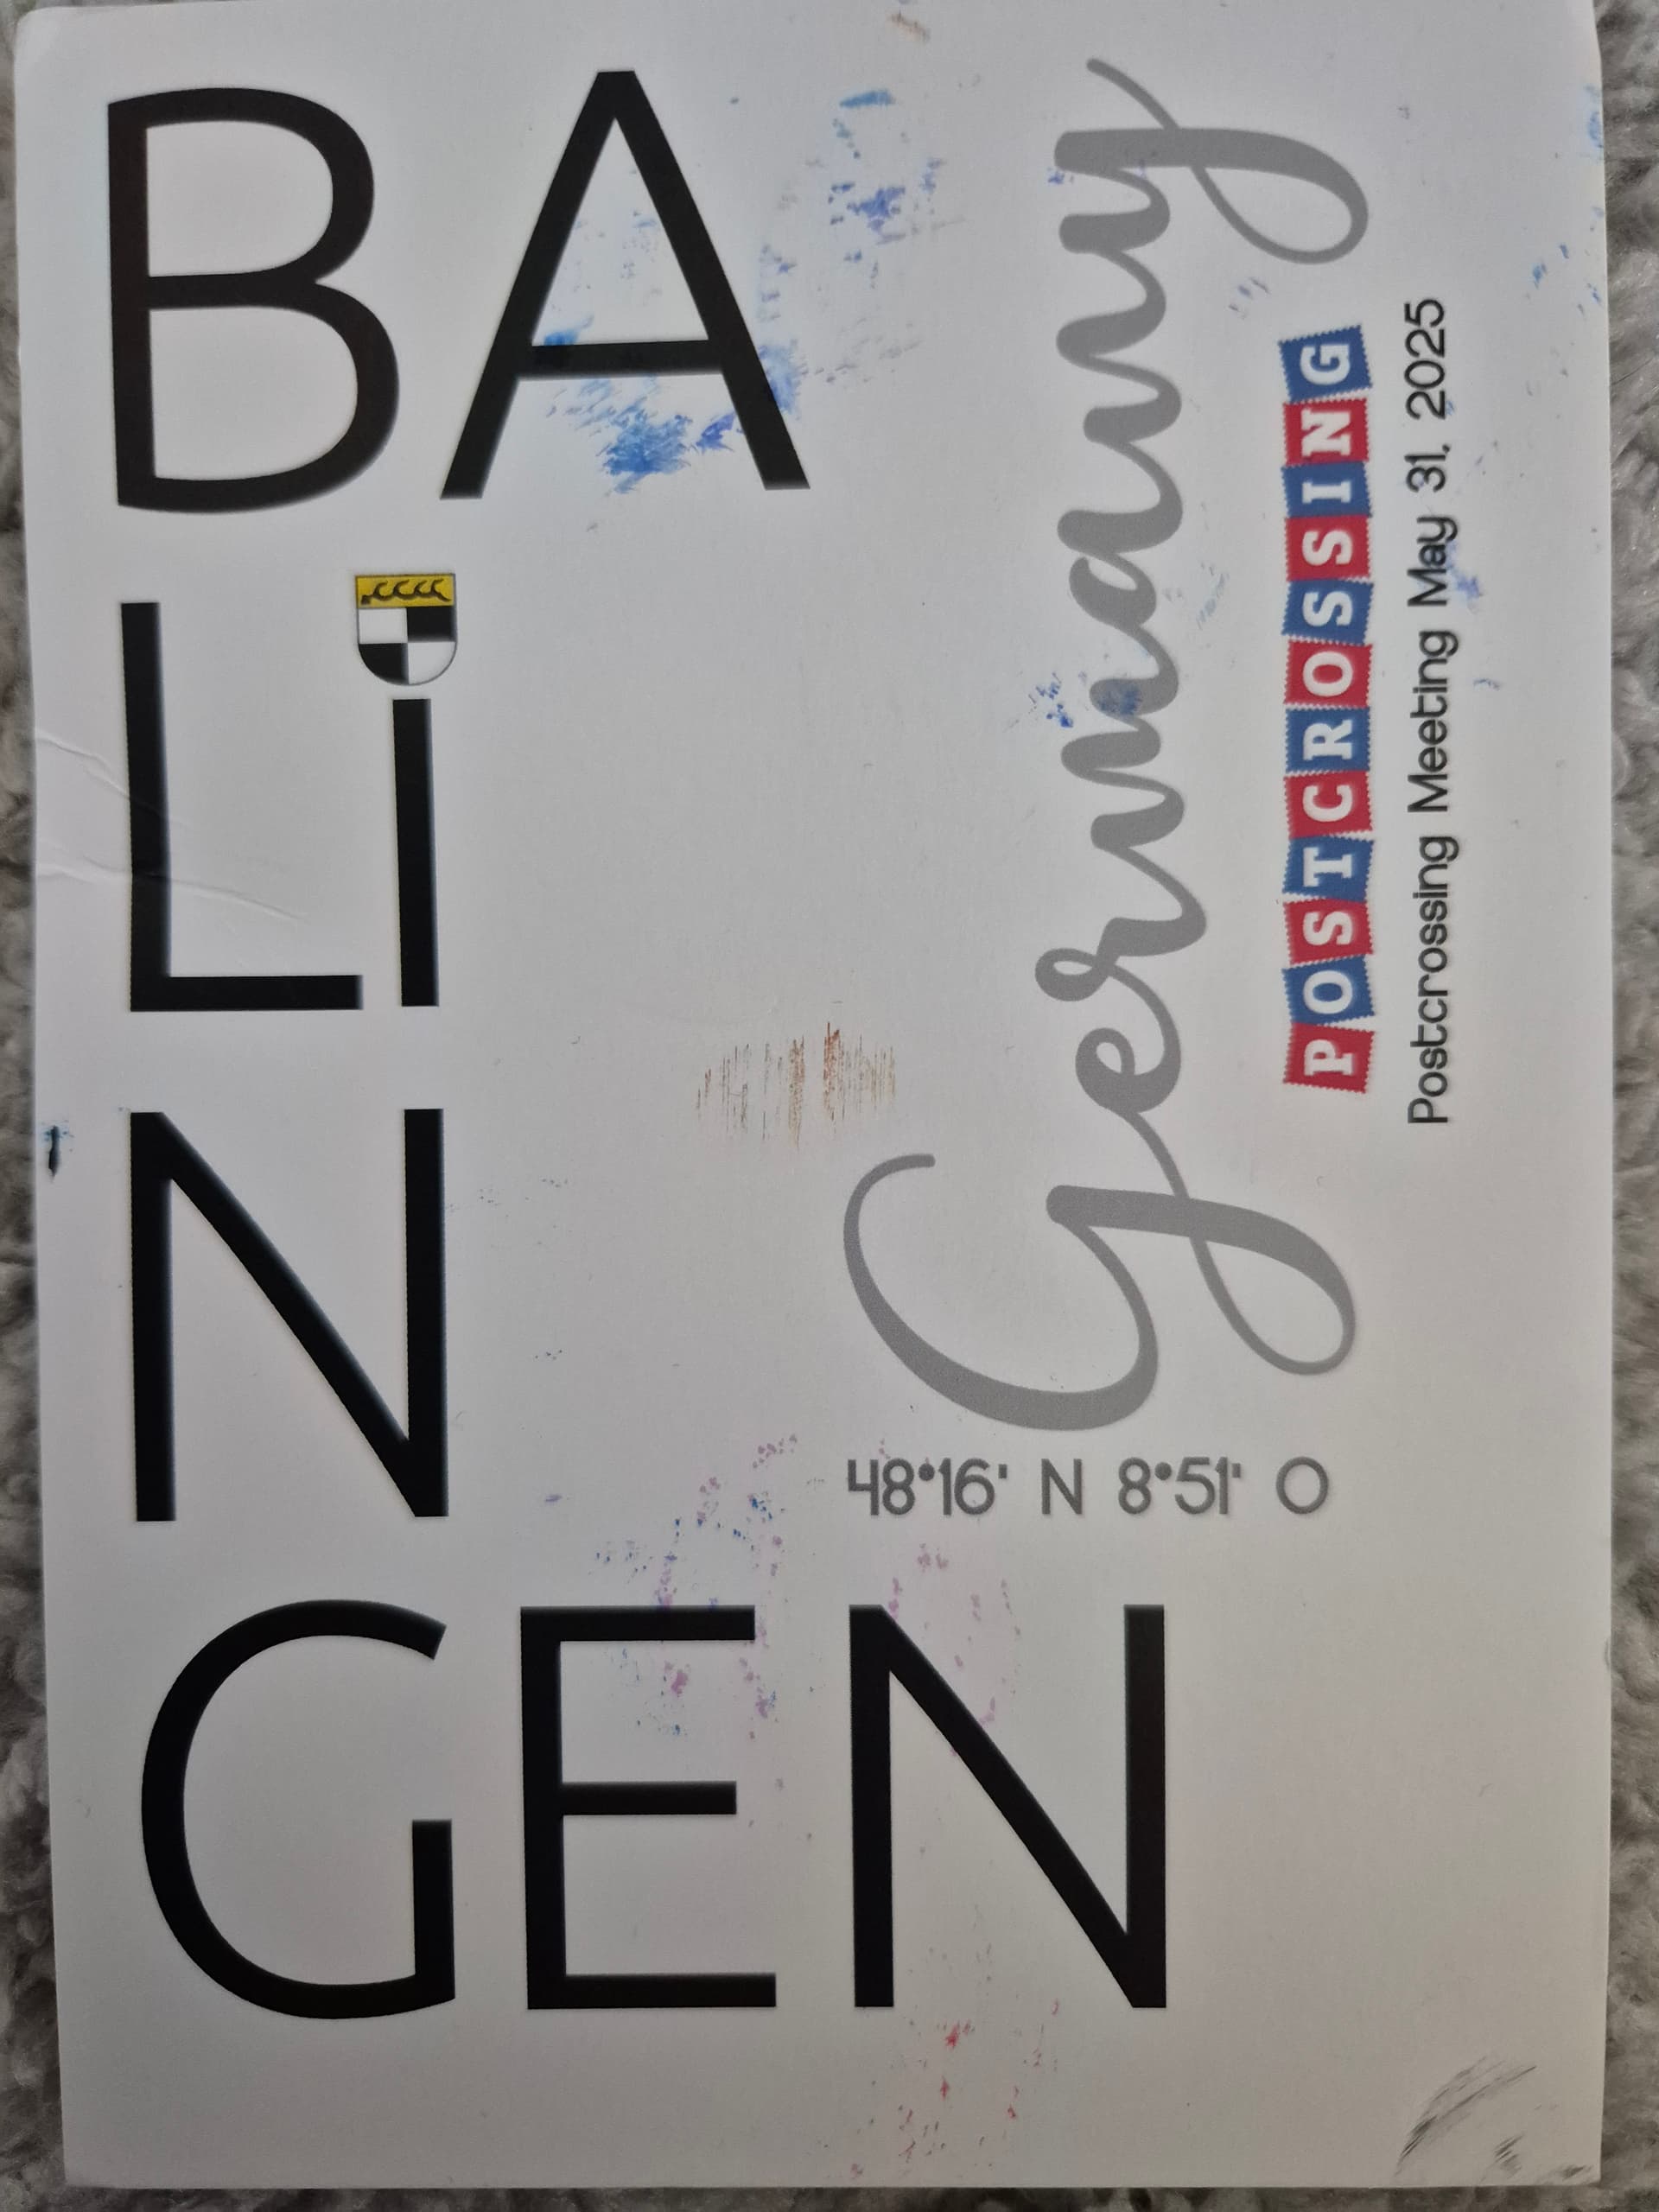 BA
Li
N
GEN
48°16' N 8°51' O
Germany
POSTCROSSING
Postcrossing Meeting May 31. 2025